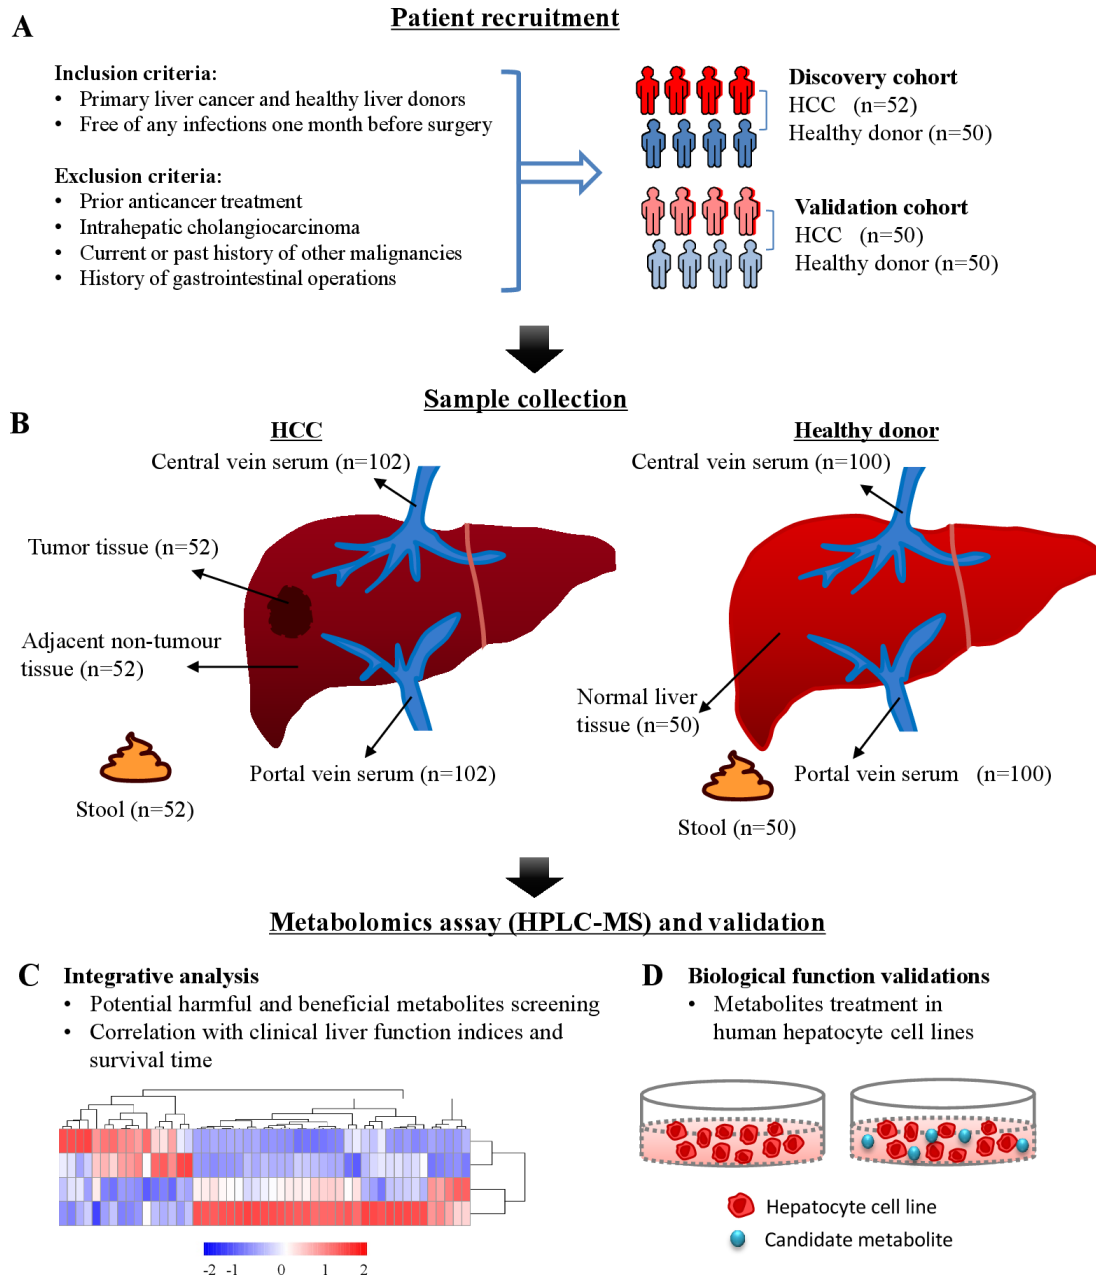 A
Patient recruitment
Inclusion criteria:
• Primary liver cancer and healthy liver donors
• Free of any infections one month before surgery
Exclusion criteria:
• Prior anticancer treatment
• Intrahepatic cholangiocarcinoma
• Current or past history of other malignancies
• History of gastrointestinal operations
Discovery cohort
HCC (n=52)
Healthy donor (n=50)
Validation cohort
HCC (n=50)
Healthy donor (n=50)
Sample collection
B
HCC
Central vein serum (n=102)
Tumor tissue (n=52)
Adjacent non-tumour
tissue (n=52)
Portal vein serum (n=102)
Stool (n=52)
Healthy donor
Central vein serum (n=100)
Normal liver
tissue (n=50)
Portal vein serum (n=100)
Stool (n=50)
Metabolomics assay (HPLC-MS) and validation
C
Integrative analysis
• Potential harmful and beneficial metabolites screening
• Correlation with clinical liver function indices and
survival time
-2 -1 0 1 2
D
Biological function validations
• Metabolites treatment in
human hepatocyte cell lines
Hepatocyte cell line
Candidate metabolite